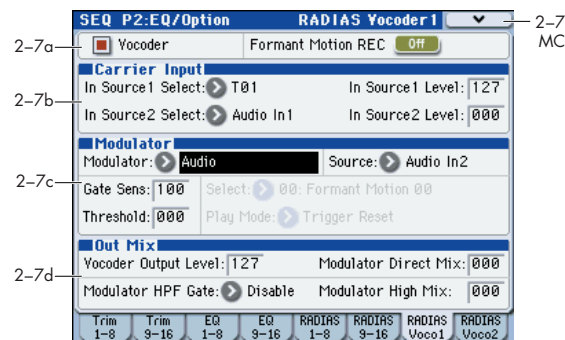 SEQ P2:EQ/Option RADIAS Vocoder1
2-7
MC
2-7a
Vocoder Formant Motion REC Off
Carrier Input
2-7b
In Source1 Select: T01 In Source1 Level: 127
In Source2 Select: Audio In1 In Source2 Level: 000
Modulator
Modulator: Audio Source: Audio In2
2-7c
Gate Sens: 100 Select: 00: Formant Motion 00
Threshold: 000 Play Mode: Trigger Reset
Out Mix
2-7d
Vocoder Output Level: 127 Modulator Direct Mix: 000
Modulator HPF Gate: Disable Modulator High Mix: 000
Trim 1-8 Trim 9-16 EQ 1-8 EQ 9-16 RADIAS 1-8 RADIAS 9-16 RADIAS Voco1 RADIAS Voco2